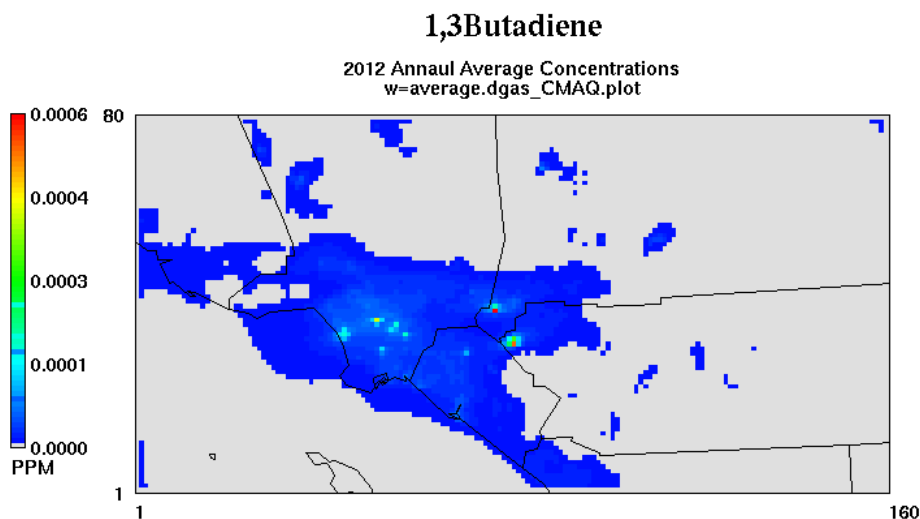 1,3Butadiene
2012 Annaul Average Concentrations
w=average.dgas_CMAQ.plot
0.0006
0.0004
0.0003
0.0001
0.0000
PPM
80
1
1
160